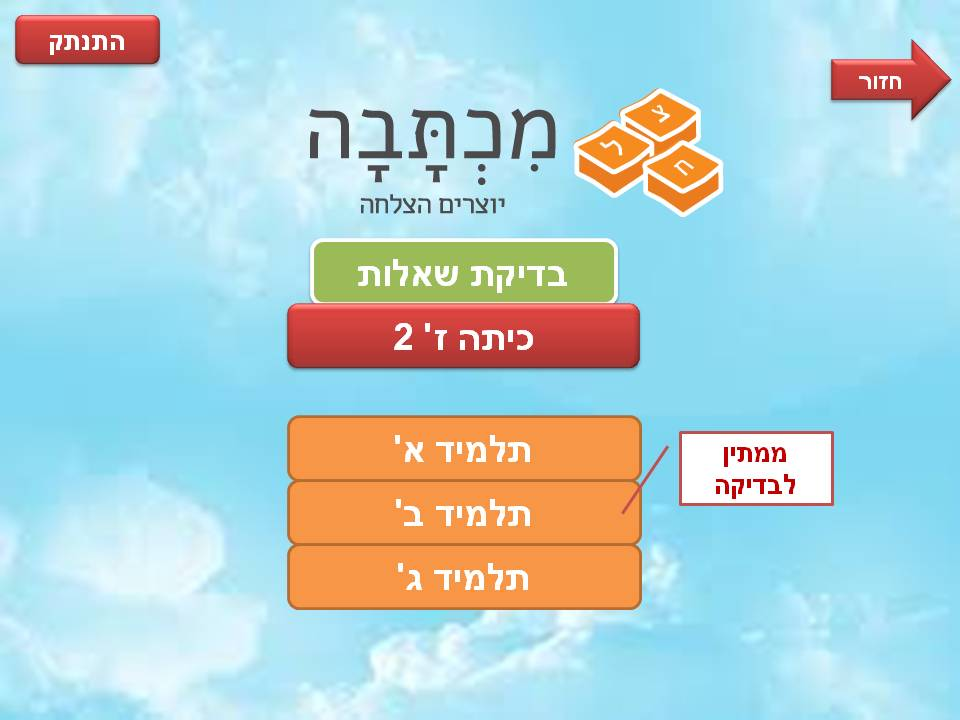 התנתק
חזור
צ
ל
ח
מִכְתָּבָה
יוצרים הצלחה
בדיקת שאלות
כיתה ז' 2
תלמיד א'
תלמיד ב'
תלמיד ג'
ממתין
לבדיקה